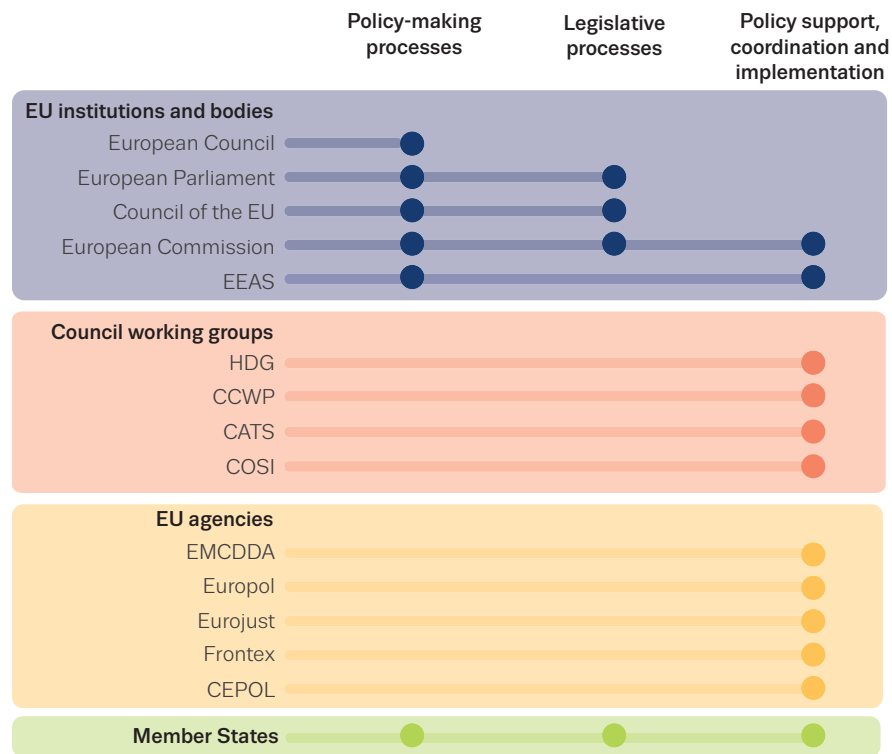 Policy-making
processes
Legislative
processes
Policy support,
coordination and
implementation
EU institutions and bodies
European Council
European Parliament
Council of the EU
European Commission
EEAS
Council working groups
HDG
CCWP
CATS
COSI
EU agencies
EMCDDA
Europol
Eurojust
Frontex
CEPOL
Member States